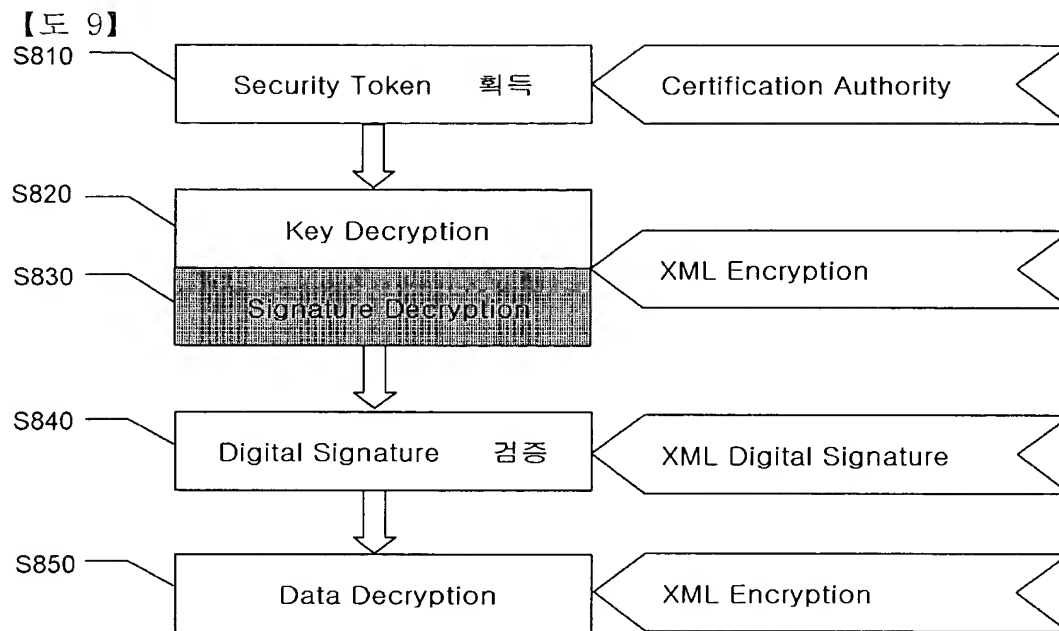 【도 9】
S810
Security Token 획득
Certification Authority
S820
Key Decryption
S830
Signature Decryption
XML Encryption
S840
Digital Signature 검증
XML Digital Signature
S850
Data Decryption
XML Encryption